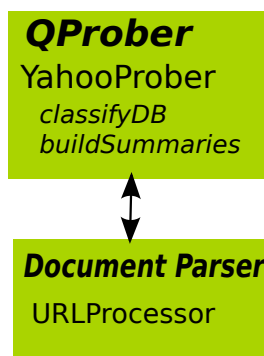 QProber
YahooProber
classifyDB
buildSummaries
Document Parser
URLProcessor